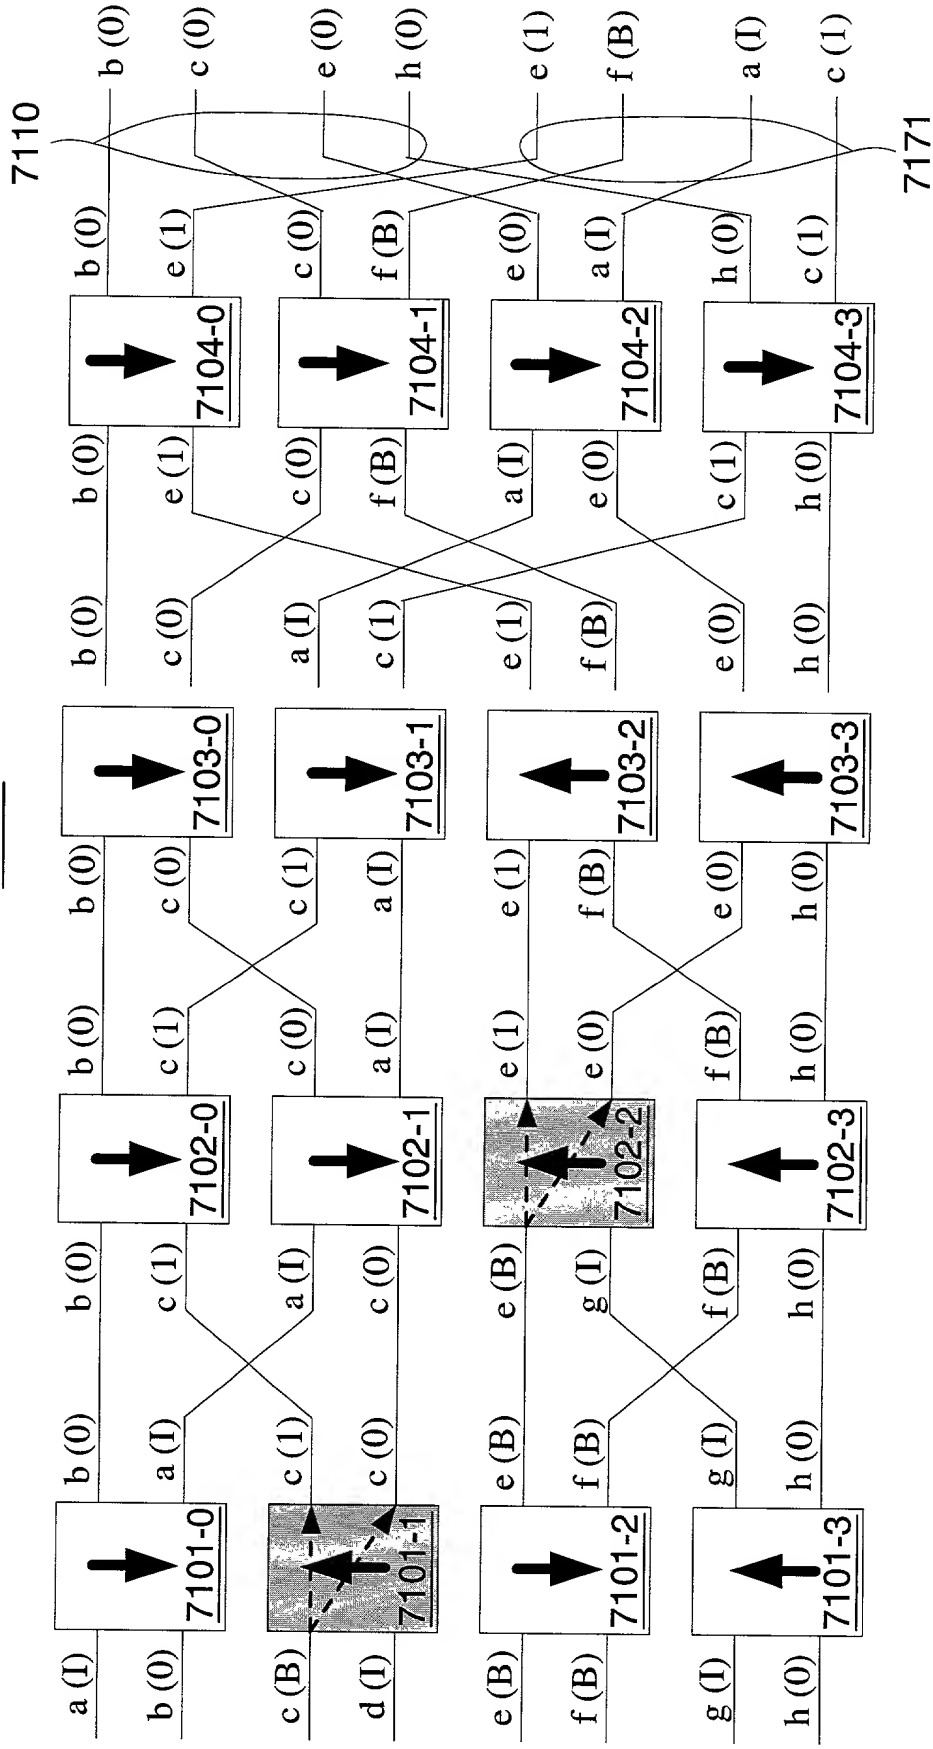 a (I)
b (0)
c (B)
d (I)
e (B)
f (B)
g (I)
h (0)
7101-0
7101-1
7101-2
7101-3
b (0)
a (I)
c (1)
c (0)
e (B)
f (B)
g (I)
h (0)
b (0)
c (1)
a (I)
c (0)
e (B)
g (I)
f (B)
h (0)
7102-0
7102-1
7102-2
7102-3
b (0)
c (1)
c (0)
a (I)
e (1)
e (0)
f (B)
h (0)
b (0)
c (0)
c (1)
a (I)
e (1)
f (B)
e (0)
h (0)
7103-0
7103-1
7103-2
7103-3
b (0)
c (0)
a (I)
c (1)
e (1)
f (B)
e (0)
h (0)
b (0)
e (1)
c (0)
f (B)
a (I)
e (0)
c (1)
h (0)
7104-0
7104-1
7104-2
7104-3
b (0)
e (1)
c (0)
f (B)
e (0)
a (I)
h (0)
c (1)
7110
7171
b (0)
c (0)
e (0)
h (0)
e (1)
f (B)
a (I)
c (1)